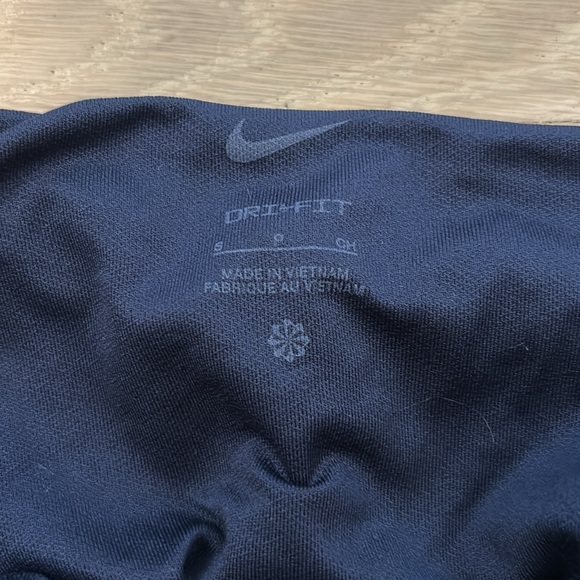 DRI-FIT
S P CH
MADE IN VIETNAM
FABRIQUE AU VIETNAM